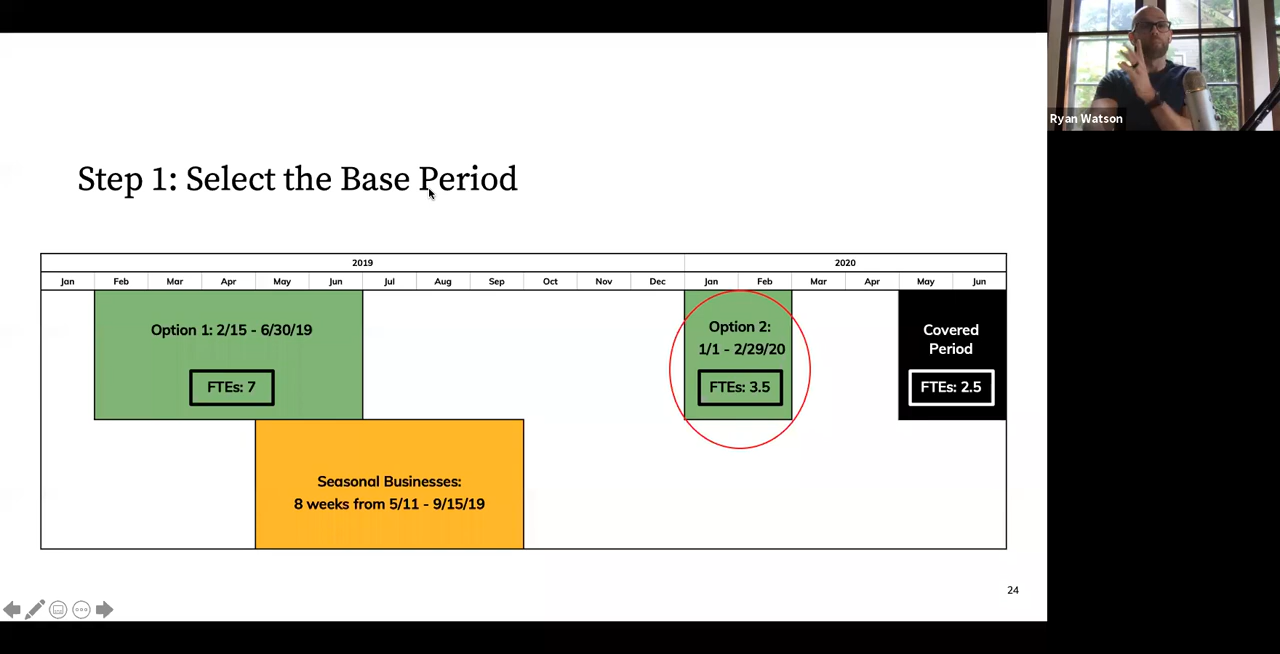 Ryan Watson
Step 1: Select the Base Period
2019
2020
Jan Feb Mar Apr May Jun Jul Aug Sep Oct Nov Dec Jan Feb Mar Apr May Jun
Option 1: 2/15 - 6/30/19
FTEs: 7
Option 2:
1/1 - 2/29/20
FTEs: 3.5
Covered
Period
FTEs: 2.5
Seasonal Businesses:
8 weeks from 5/11 - 9/15/19
24